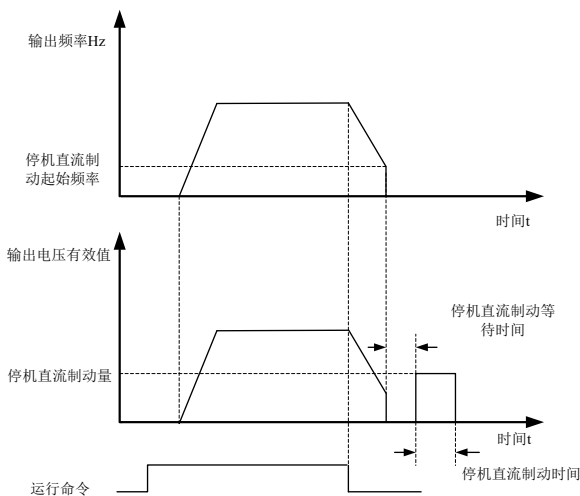 输出频率Hz
停机直流制
动起始频率
时间t
输出电压有效值
停机直流制动等
待时间
停机直流制动量
时间t
停机直流制动时间
运行命令